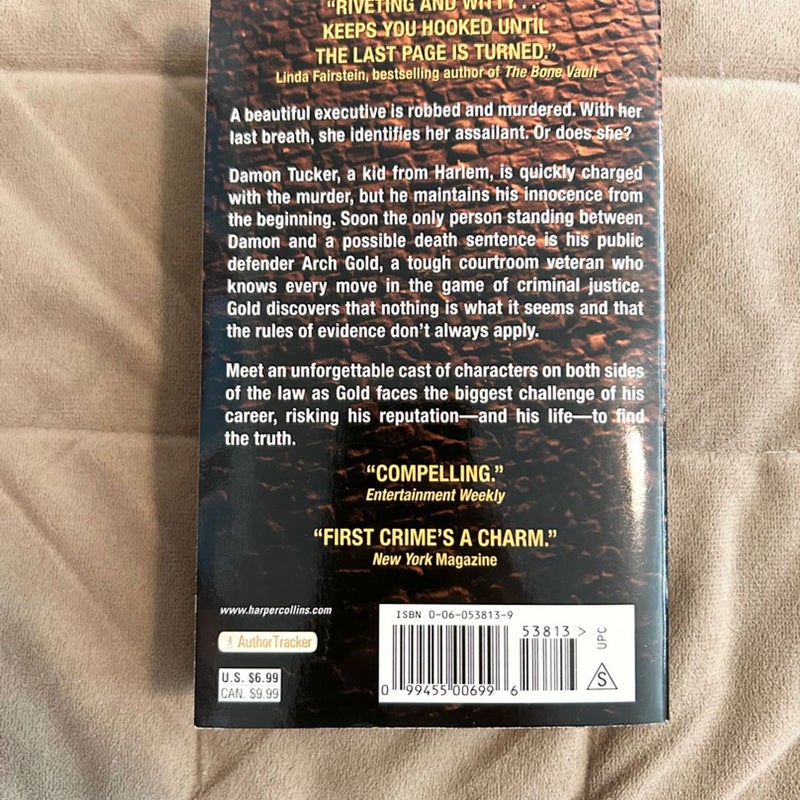 “RIVETING AND WITTY . . .
KEEPS YOU HOOKED UNTIL
THE LAST PAGE IS TURNED.”
Linda Fairstein, bestselling author of The Bone Vault
A beautiful executive is robbed and murdered. With her
last breath, she identifies her assailant. Or does she?
Damon Tucker, a kid from Harlem, is quickly charged
with the murder, but he maintains his innocence from
the beginning. Soon the only person standing between
Damon and a possible death sentence is his public
defender Arch Gold, a tough courtroom veteran who
knows every move in the game of criminal justice.
Gold discovers that nothing is what it seems and that
the rules of evidence don’t always apply.
Meet an unforgettable cast of characters on both sides
of the law as Gold faces the biggest challenge of his
career, risking his reputation—and his life—to find
the truth.
“COMPELLING.”
Entertainment Weekly
“FIRST CRIME’S A CHARM.”
New York Magazine
www.harpercollins.com
AuthorTracker
U.S. $6.99
CAN. $9.99
ISBN 0-06-053813-9
53813 >
UPC
0 99455 00699 6
S